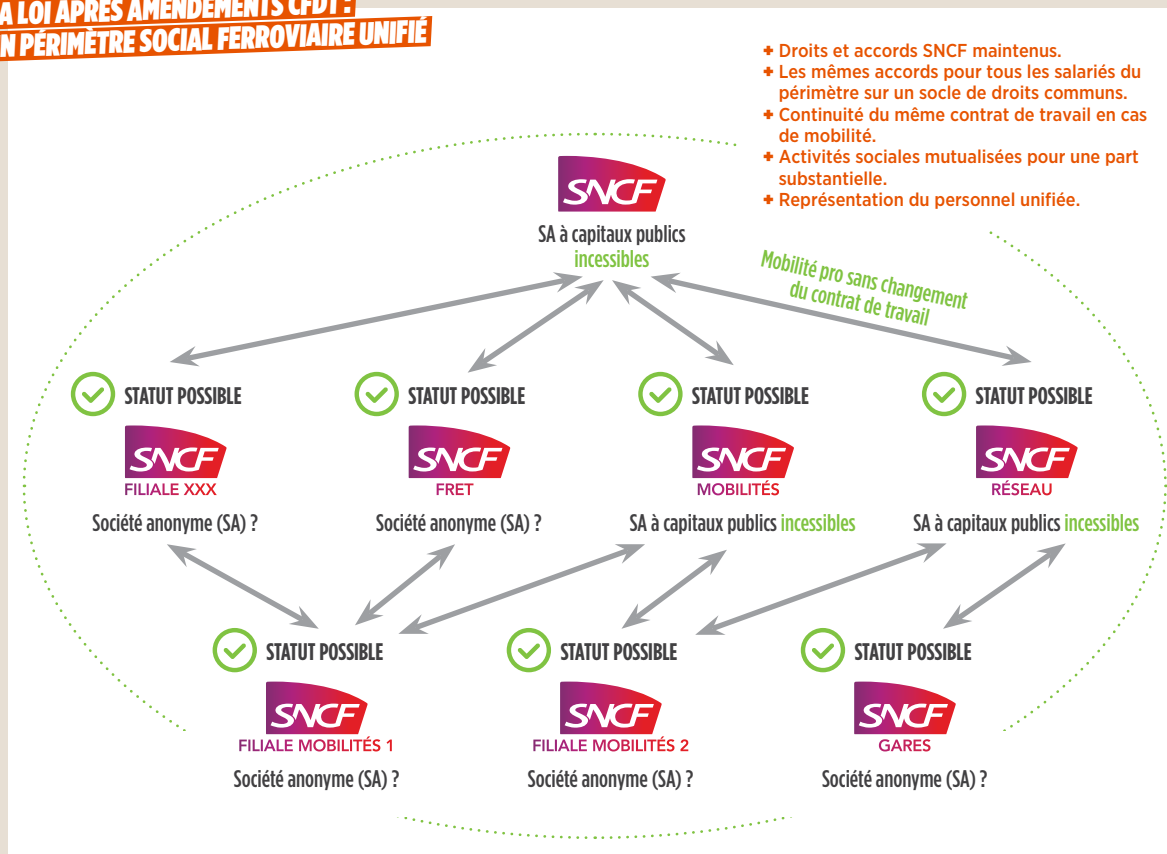 A LOI APRÈS AMENDEMENTS CFDT :
N PÉRIMÈTRE SOCIAL FERROVIAIRE UNIFIÉ
+ Droits et accords SNCF maintenus.
+ Les mêmes accords pour tous les salariés du
périmètre sur un socle de droits communs.
+ Continuité du même contrat de travail en cas
de mobilité.
+ Activités sociales mutualisées pour une part
substantielle.
+ Représentation du personnel unifiée.
SNCF
SA à capitaux publics
incessibles
Mobilité pro sans changement
du contrat de travail
STATUT POSSIBLE
SNCF
FILIALE XXX
Société anonyme (SA) ?
STATUT POSSIBLE
SNCF
FRET
Société anonyme (SA) ?
STATUT POSSIBLE
SNCF
MOBILITÉS
SA à capitaux publics incessibles
STATUT POSSIBLE
SNCF
RÉSEAU
SA à capitaux publics incessibles
STATUT POSSIBLE
SNCF
FILIALE MOBILITÉS 1
Société anonyme (SA) ?
STATUT POSSIBLE
SNCF
FILIALE MOBILITÉS 2
Société anonyme (SA) ?
STATUT POSSIBLE
SNCF
GARES
Société anonyme (SA) ?